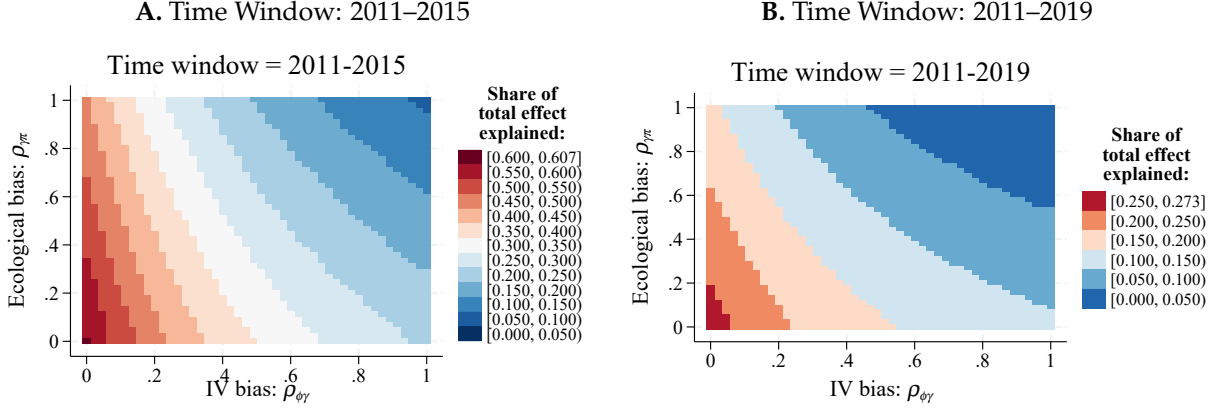 A. Time Window: 2011–2015
Time window = 2011-2015
Ecological bias: ργπ
1
.8
.6
.4
.2
0
0 .2 .4 .6 .8 1
IV bias: ρϕγ
Share of
total effect
explained:
[0.600, 0.607]
[0.550, 0.600)
[0.500, 0.550)
[0.450, 0.500)
[0.400, 0.450)
[0.350, 0.400)
[0.300, 0.350)
[0.250, 0.300)
[0.200, 0.250)
[0.150, 0.200)
[0.100, 0.150)
[0.050, 0.100)
[0.000, 0.050)
B. Time Window: 2011–2019
Time window = 2011-2019
Ecological bias: ργπ
1
.8
.6
.4
.2
0
0 .2 .4 .6 .8 1
IV bias: ρϕγ
Share of
total effect
explained:
[0.250, 0.273]
[0.200, 0.250)
[0.150, 0.200)
[0.100, 0.150)
[0.050, 0.100)
[0.000, 0.050)